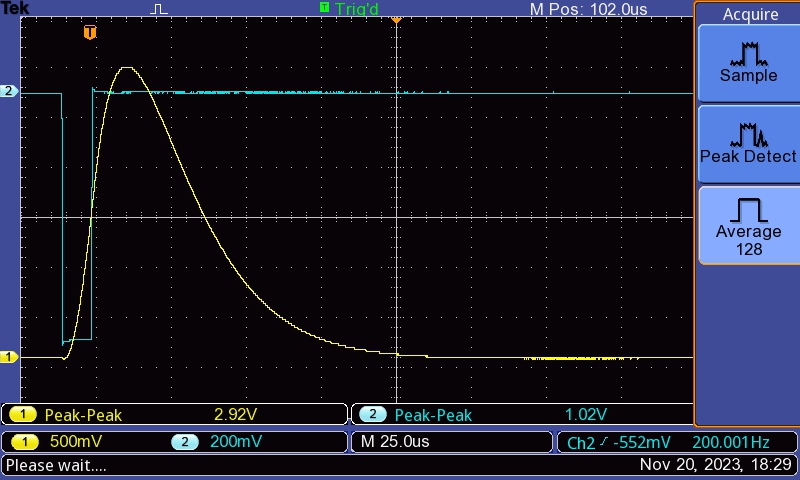 Tek
T Trig'd
M Pos: 102.0us
Acquire
T
Sample
2
Peak Detect
Average
128
1
1 Peak-Peak 2.92V
2 Peak-Peak 1.02V
1 500mV
2 200mV
M 25.0us
Ch2 -552mV 200.001Hz
Please wait....
Nov 20, 2023, 18:29